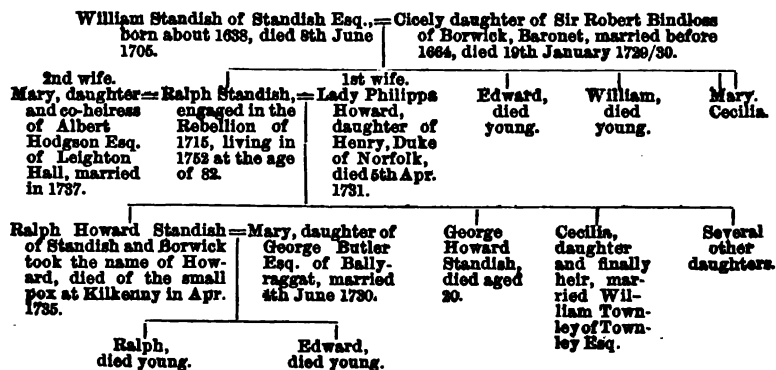 William Standish of Standish Esq.,
born about 1638, died 8th June
1705.
= Cicely daughter of Sir Robert Bindloss
of Borwick, Baronet, married before
1664, died 19th January 1729/30.
2nd wife.
Mary, daughter
and co-heiress
of Albert
Hodgson Esq.
of Leighton
Hall, married
in 1737.
= Ralph Standish,
engaged in the
Rebellion of
1715, living in
1752 at the age
of 82.
1st wife.
= Lady Philippa
Howard,
daughter of
Henry, Duke
of Norfolk,
died 5th Apr.
1731.
Edward,
died
young.
William,
died
young.
Mary.
Cecilia.
Ralph Howard Standish
of Standish and Borwick
took the name of How-
ard, died of the small
pox at Kilkenny in Apr.
1735.
= Mary, daughter of
George Butler
Esq. of Bally-
raggat, married
4th June 1730.
George
Howard
Standish,
died aged
20.
Cecilia,
daughter
and finally
heir, mar-
ried Wil-
liam Town-
ley of Town-
ley Esq.
Several
other
daughters.
Ralph,
died young.
Edward,
died young.